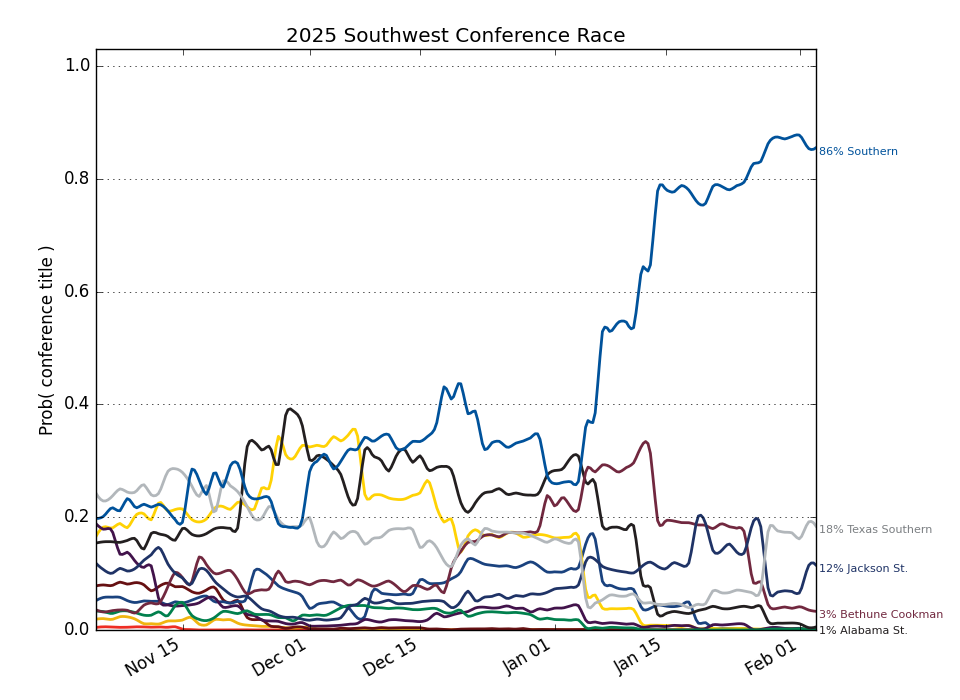 2025 Southwest Conference Race
Prob( conference title )
1.0
0.8
0.6
0.4
0.2
0.0
Nov 15
Dec 01
Dec 15
Jan 01
Jan 15
Feb 01
86% Southern
18% Texas Southern
12% Jackson St.
3% Bethune Cookman
1% Alabama St.